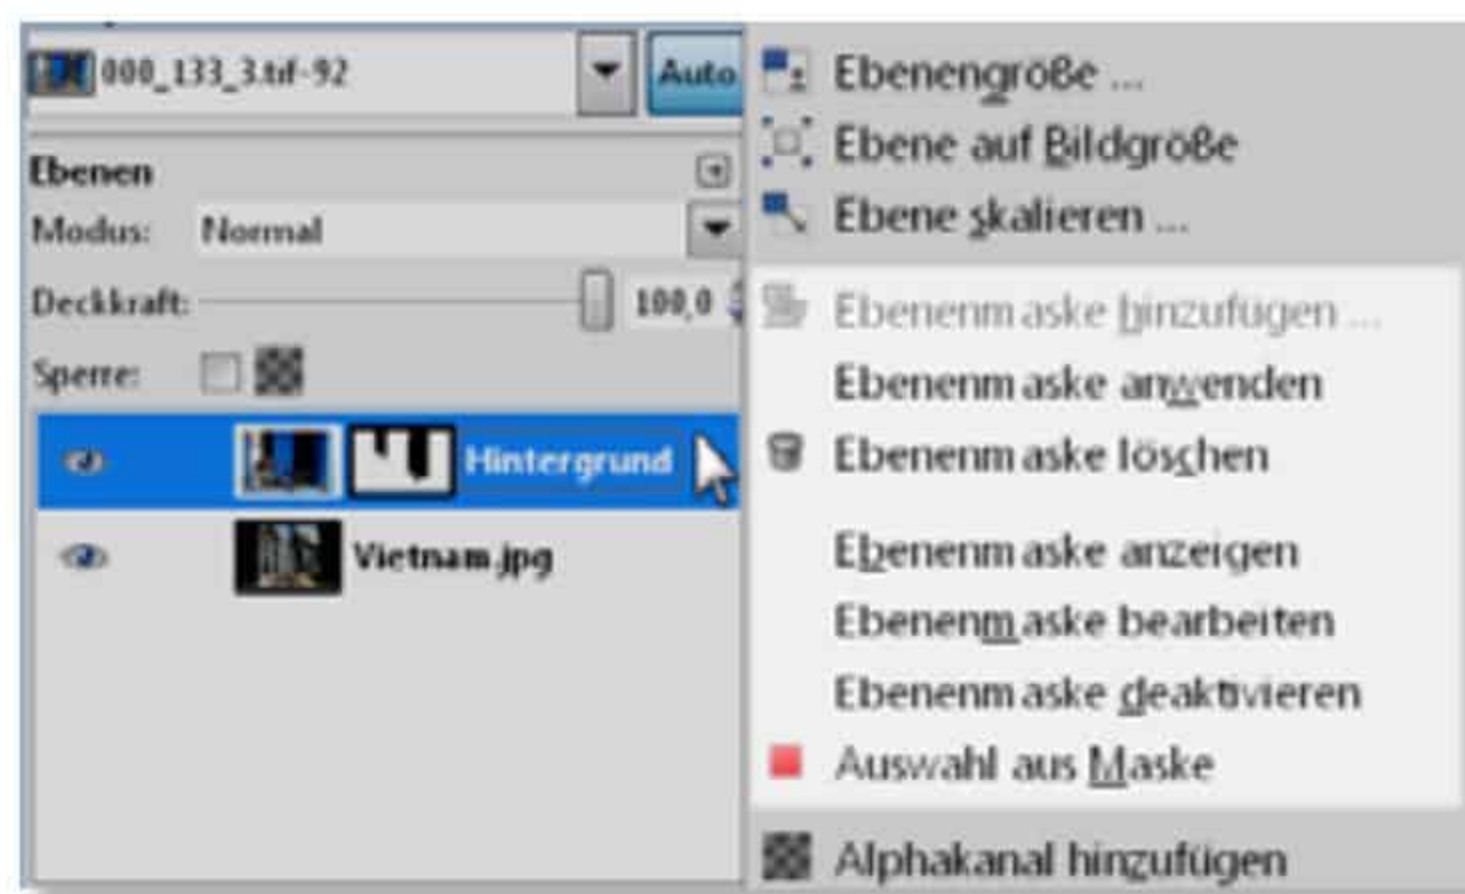 000_133_3.tif-92
Auto
Ebenen
Modus: Normal
Deckkraft: 100,0
Sperre:
Hintergrund
Vietnam.jpg
Ebenengröße ...
Ebene auf Bildgröße
Ebene skalieren ...
Ebenenmaske hinzufügen ...
Ebenenmaske anwenden
Ebenenmaske löschen
Ebenenmaske anzeigen
Ebenenmaske bearbeiten
Ebenenmaske deaktivieren
Auswahl aus Maske
Alphakanal hinzufügen